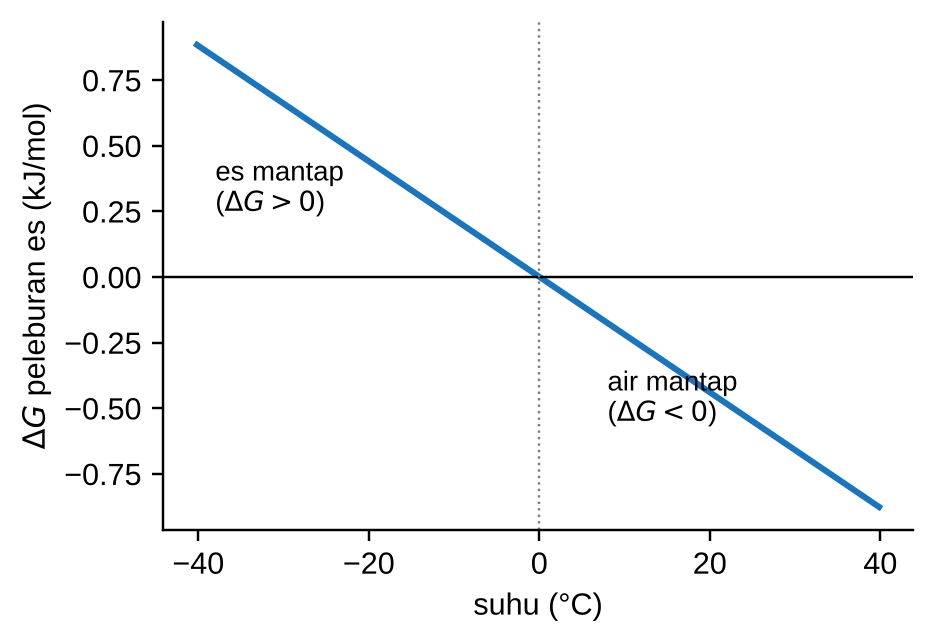 ΔG peleburan es (kJ/mol)
0.75
0.50
0.25
0.00
−0.25
−0.50
−0.75
es mantap
(ΔG > 0)
air mantap
(ΔG < 0)
−40
−20
0
20
40
suhu (°C)